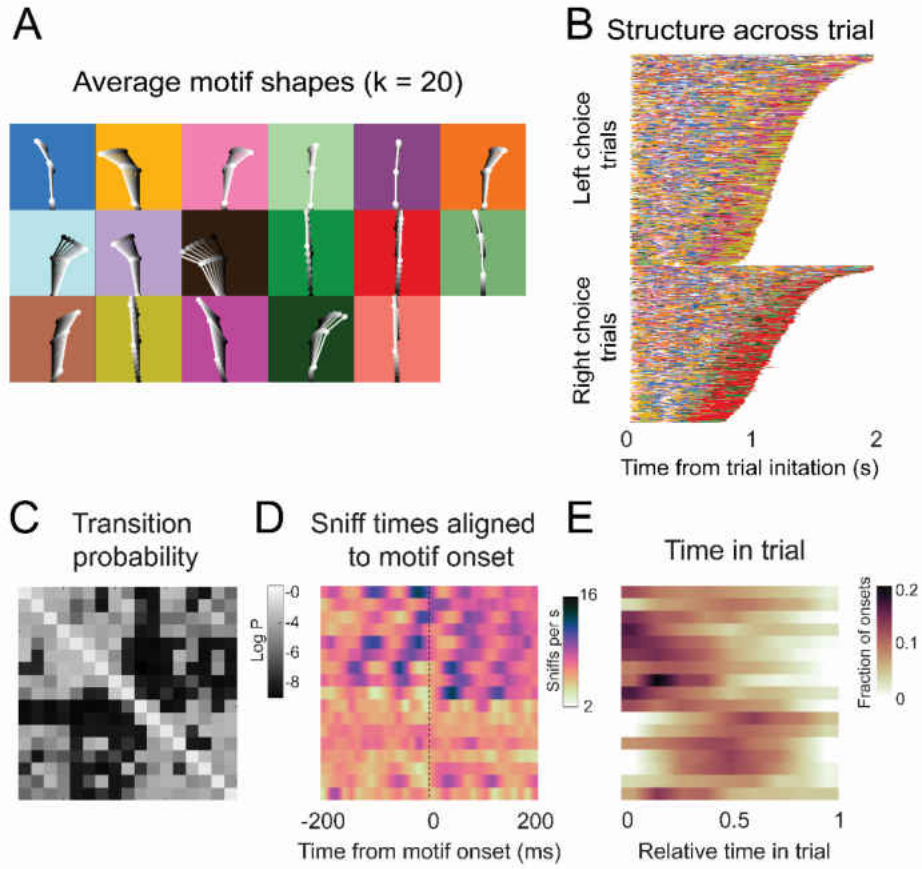 A
Average motif shapes (k = 20)
B Structure across trial
Left choice
trials
Right choice
trials
0 1 2
Time from trial initation (s)
C Transition
probability
-0
-2
-4
-6
-8
Log P
D Sniff times aligned
to motif onset
16
2
Sniffs per s
-200 0 200
Time from motif onset (ms)
E
Time in trial
0.2
0.1
0
Fraction of onsets
0 0.5 1
Relative time in trial